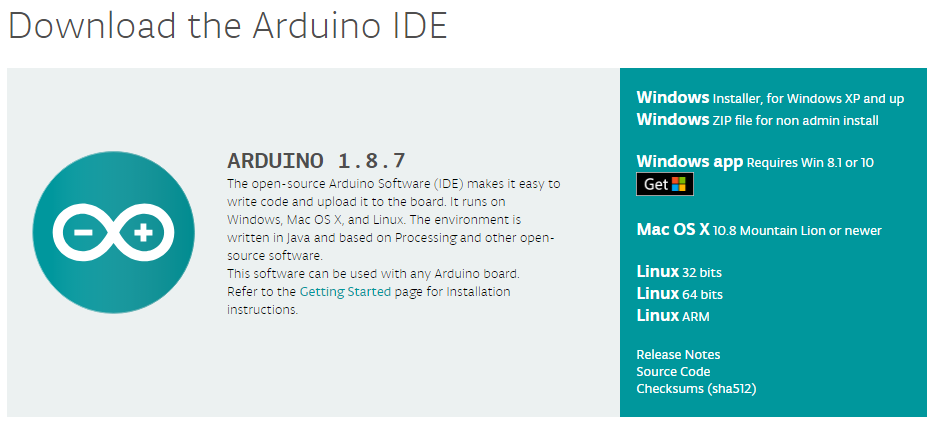 Download the Arduino IDE
ARDUINO 1.8.7
The open-source Arduino Software (IDE) makes it easy to
write code and upload it to the board. It runs on
Windows, Mac OS X, and Linux. The environment is
written in Java and based on Processing and other open-
source software.
This software can be used with any Arduino board.
Refer to the Getting Started page for Installation
instructions.
Windows Installer, for Windows XP and up
Windows ZIP file for non admin install
Windows app Requires Win 8.1 or 10
Get
Mac OS X 10.8 Mountain Lion or newer
Linux 32 bits
Linux 64 bits
Linux ARM
Release Notes
Source Code
Checksums (sha512)